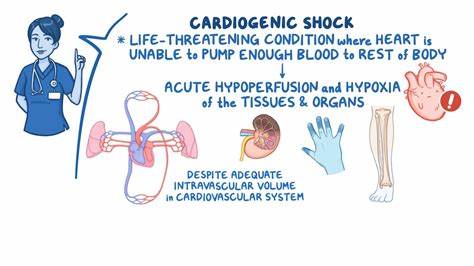 CARDIOGENIC SHOCK
* LIFE-THREATENING CONDITION where HEART is
UNABLE to PUMP ENOUGH BLOOD to REST of BODY
↓
ACUTE HYPOPERFUSION and HYPOXIA
of the TISSUES & ORGANS
!
DESPITE ADEQUATE
INTRAVASCULAR VOLUME
in CARDIOVASCULAR SYSTEM